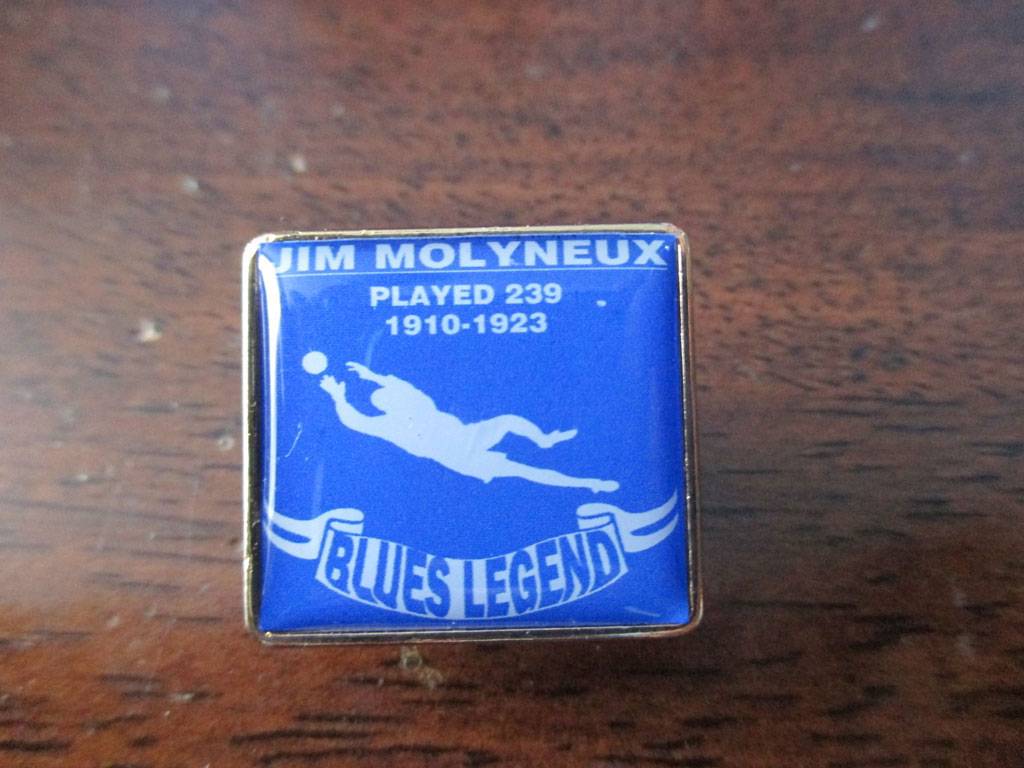 JIM MOLYNEUX
PLAYED 239
1910-1923
BLUES LEGEND